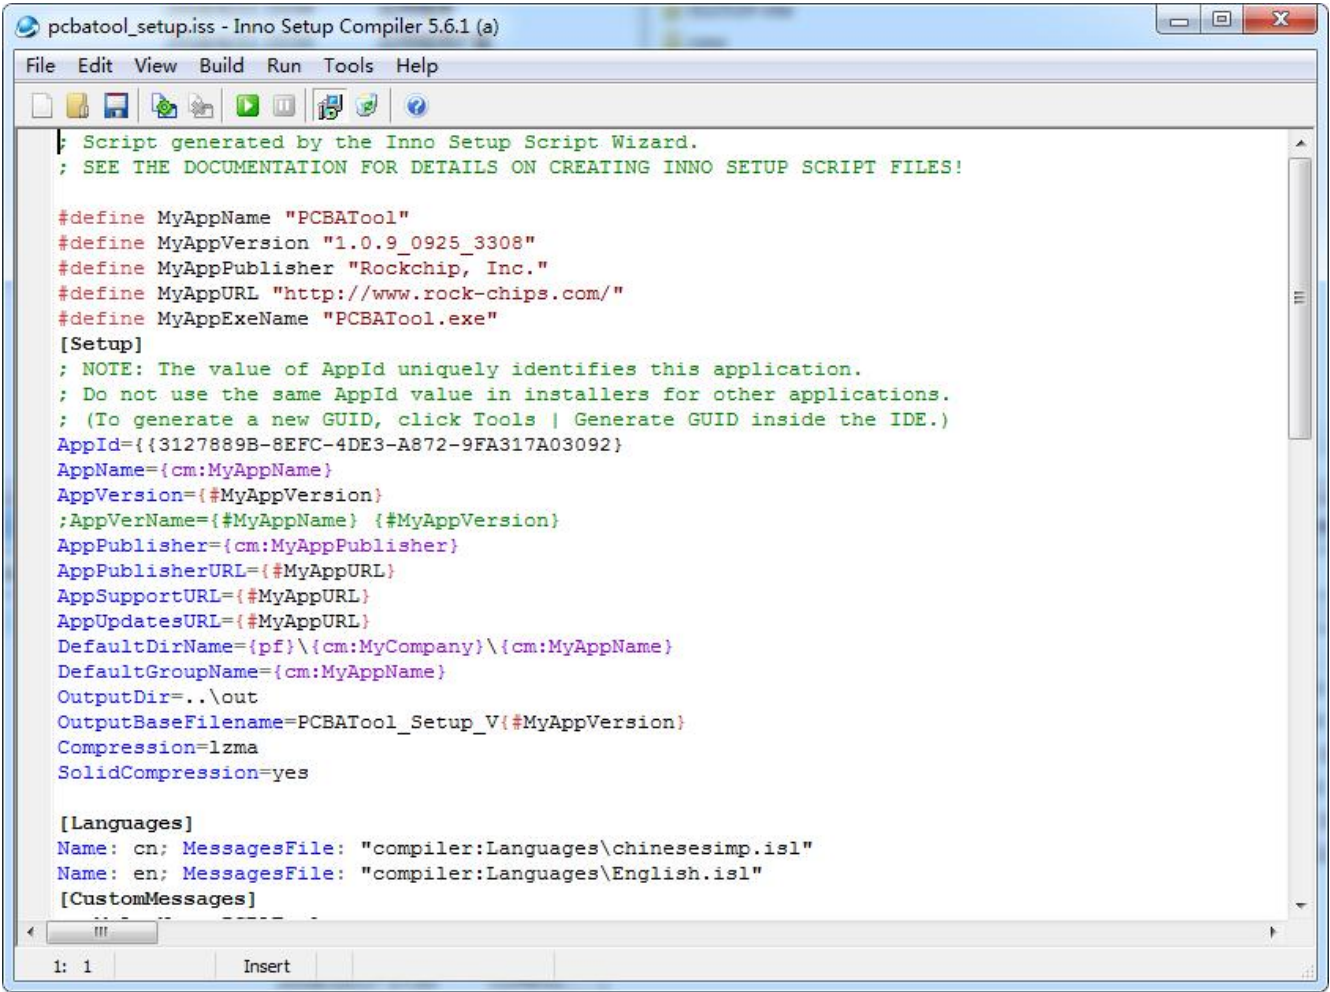 pcbatool_setup.iss - Inno Setup Compiler 5.6.1 (a)
File Edit View Build Run Tools Help
; Script generated by the Inno Setup Script Wizard.
; SEE THE DOCUMENTATION FOR DETAILS ON CREATING INNO SETUP SCRIPT FILES!
#define MyAppName "PCBATool"
#define MyAppVersion "1.0.9_0925_3308"
#define MyAppPublisher "Rockchip, Inc."
#define MyAppURL "http://www.rock-chips.com/"
#define MyAppExeName "PCBATool.exe"
[Setup]
; NOTE: The value of AppId uniquely identifies this application.
; Do not use the same AppId value in installers for other applications.
; (To generate a new GUID, click Tools | Generate GUID inside the IDE.)
AppId={{3127889B-8EFC-4DE3-A872-9FA317A03092}
AppName={cm:MyAppName}
AppVersion={#MyAppVersion}
;AppVerName={#MyAppName} {#MyAppVersion}
AppPublisher={cm:MyAppPublisher}
AppPublisherURL={#MyAppURL}
AppSupportURL={#MyAppURL}
AppUpdatesURL={#MyAppURL}
DefaultDirName={pf}\{cm:MyCompany}\{cm:MyAppName}
DefaultGroupName={cm:MyAppName}
OutputDir=..\out
OutputBaseFilename=PCBATool_Setup_V{#MyAppVersion}
Compression=lzma
SolidCompression=yes
[Languages]
Name: cn; MessagesFile: "compiler:Languages\chinesesimp.isl"
Name: en; MessagesFile: "compiler:Languages\English.isl"
[CustomMessages]
1: 1 Insert